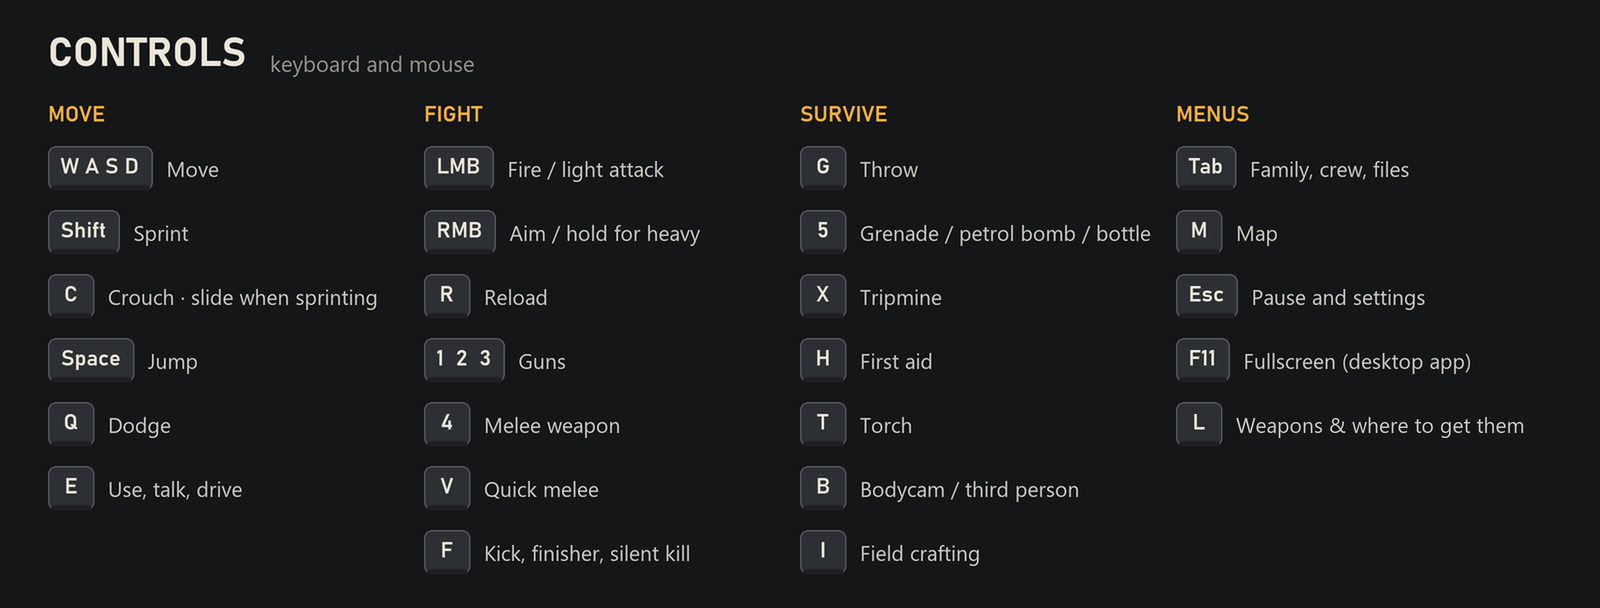 CONTROLS keyboard and mouse
MOVE
W A S D Move
Shift Sprint
C Crouch · slide when sprinting
Space Jump
Q Dodge
E Use, talk, drive
FIGHT
LMB Fire / light attack
RMB Aim / hold for heavy
R Reload
1 2 3 Guns
4 Melee weapon
V Quick melee
F Kick, finisher, silent kill
SURVIVE
G Throw
5 Grenade / petrol bomb / bottle
X Tripmine
H First aid
T Torch
B Bodycam / third person
I Field crafting
MENUS
Tab Family, crew, files
M Map
Esc Pause and settings
F11 Fullscreen (desktop app)
L Weapons & where to get them